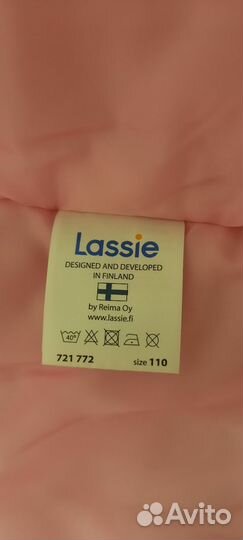 Lassie
DESIGNED AND DEVELOPED
IN FINLAND
by Reima Oy
www.lassie.fi
40°
721 772 size 110
Avito